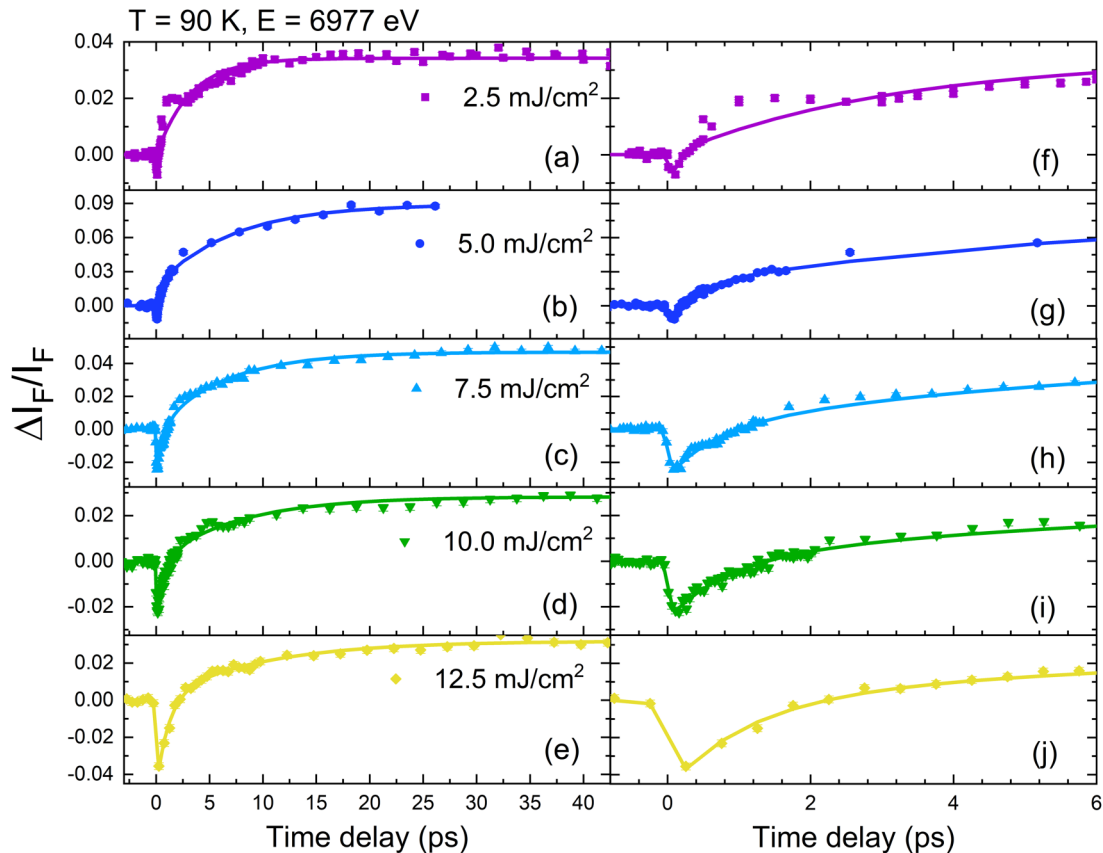 T = 90 K, E = 6977 eV
0.04
0.02
0.00
2.5 mJ/cm²
(a)
(f)
0.09
0.06
0.03
0.00
5.0 mJ/cm²
(b)
(g)
ΔI_F/I_F
0.04
0.02
0.00
-0.02
7.5 mJ/cm²
(c)
(h)
0.02
0.00
-0.02
10.0 mJ/cm²
(d)
(i)
0.02
0.00
-0.02
-0.04
12.5 mJ/cm²
(e)
(j)
0 5 10 15 20 25 30 35 40
0 2 4 6
Time delay (ps)
Time delay (ps)